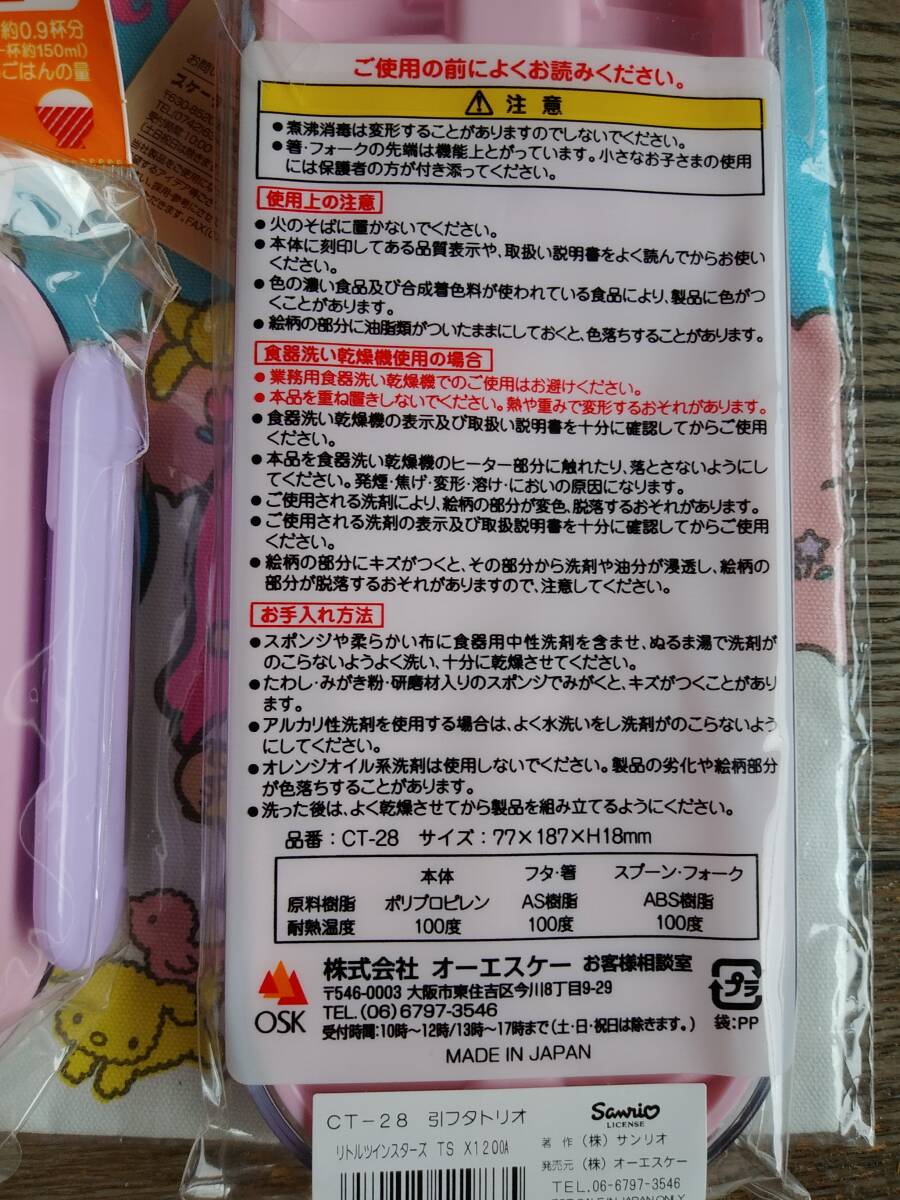 約0.9杯分
一杯約150ml)
ごはんの量
ご使用の前によくお読みください。
注意
●煮沸消毒は変形することがありますのでしないでください。
●箸・フォークの先端は機能上とがっています。小さなお子さまの使用
には保護者の方が付き添ってください。
使用上の注意
●火のそばに置かないでください。
●本体に刻印してある品質表示や、取扱い説明書をよく読んでからお使い
ください。
●色の濃い食品及び合成着色料が使われている食品により、製品に色がつ
くことがあります。
●絵柄の部分に油脂類がついたままにしておくと、色落ちすることがあります。
食器洗い乾燥機使用の場合
●業務用食器洗い乾燥機でのご使用はお避けください。
●本品を重ね置きしないでください。熱や重みで変形するおそれがあります。
●食器洗い乾燥機の表示及び取扱い説明書を十分に確認してからご使用
ください。
●本品を食器洗い乾燥機のヒーター部分に触れたり、落とさないようにし
てください。発煙・焦げ・変形・溶け・においの原因になります。
●ご使用される洗剤により、絵柄の部分が変色、脱落するおそれがあります。
●ご使用される洗剤の表示及び取扱説明書を十分に確認してからご使用
ください。
●絵柄の部分にキズがつくと、その部分から洗剤や油分が浸透し、絵柄の
部分が脱落するおそれがありますので、注意してください。
お手入れ方法
●スポンジや柔らかい布に食器用中性洗剤を含ませ、ぬるま湯で洗剤が
のこらないようよく洗い、十分に乾燥させてください。
●たわし・みがき粉・研磨材入りのスポンジでみがくと、キズがつくことがあり
ます。
●アルカリ性洗剤を使用する場合は、よく水洗いをし洗剤がのこらないよう
にしてください。
●オレンジオイル系洗剤は使用しないでください。製品の劣化や絵柄部分
が色落ちすることがあります。
●洗った後は、よく乾燥させてから製品を組み立てるようにください。
品番：CT-28 サイズ：77×187×H18mm
本体 フタ・箸 スプーン・フォーク
原料樹脂 ポリプロピレン AS樹脂 ABS樹脂
耐熱温度 100度 100度 100度
OSK
株式会社 オーエスケー お客様相談室
〒546-0003 大阪市東住吉区今川8丁目9-29
TEL.(06)6797-3546
受付時間:10時〜12時/13時〜17時まで(土・日・祝日は除きます。)
MADE IN JAPAN
プラ
袋:PP
CT-28 引フタトリオ
リトルツインスターズ TS X1200A
Sanrio
LICENSE
著作 (株) サンリオ
発売元 (株) オーエスケー
TEL.06-6797-3546